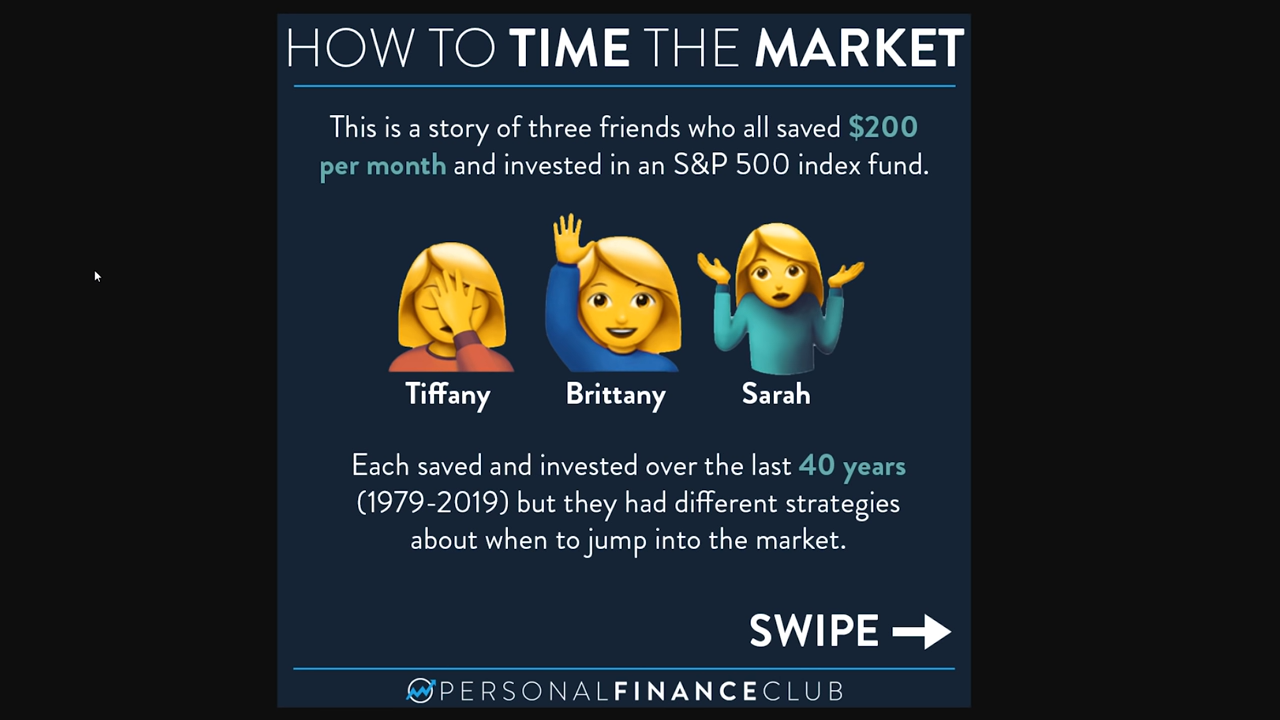 HOW TO TIME THE MARKET
This is a story of three friends who all saved $200
per month and invested in an S&P 500 index fund.
Tiffany Brittany Sarah
Each saved and invested over the last 40 years
(1979-2019) but they had different strategies
about when to jump into the market.
SWIPE
PERSONALFINANCECLUB